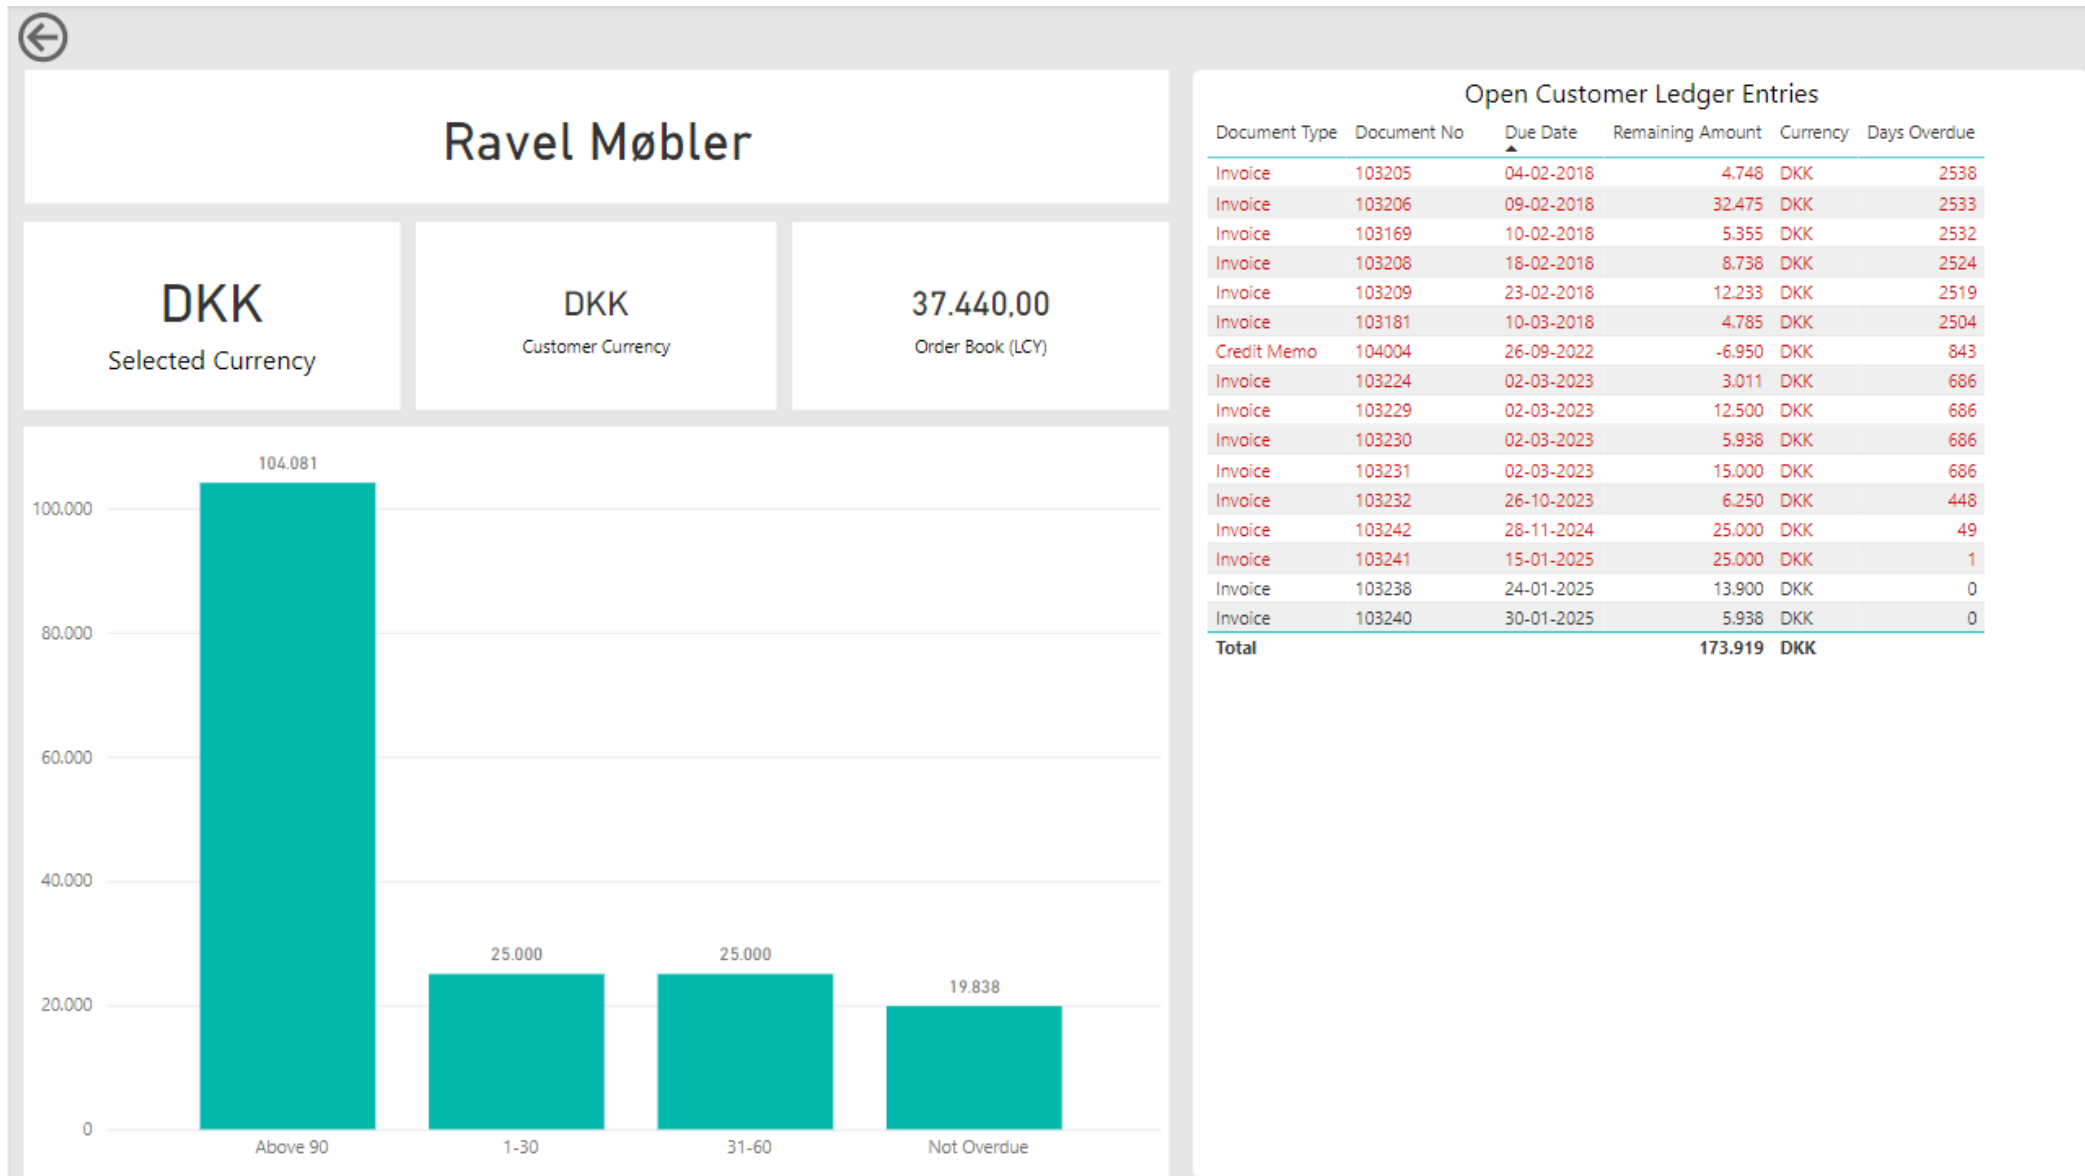 Ravel Møbler
DKK
Selected Currency
DKK
Customer Currency
37.440,00
Order Book (LCY)
104.081
100.000
80.000
60.000
40.000
25.000 25.000
19.838
20.000
0
Above 90 1-30 31-60 Not Overdue
Open Customer Ledger Entries
Document Type Document No Due Date Remaining Amount Currency Days Overdue
Invoice 103205 04-02-2018 4.748 DKK 2538
Invoice 103206 09-02-2018 32.475 DKK 2533
Invoice 103169 10-02-2018 5.355 DKK 2532
Invoice 103208 18-02-2018 8.738 DKK 2524
Invoice 103209 23-02-2018 12.233 DKK 2519
Invoice 103181 10-03-2018 4.785 DKK 2504
Credit Memo 104004 26-09-2022 -6.950 DKK 843
Invoice 103224 02-03-2023 3.011 DKK 686
Invoice 103229 02-03-2023 12.500 DKK 686
Invoice 103230 02-03-2023 5.938 DKK 686
Invoice 103231 02-03-2023 15.000 DKK 686
Invoice 103232 26-10-2023 6.250 DKK 448
Invoice 103242 28-11-2024 25.000 DKK 49
Invoice 103241 15-01-2025 25.000 DKK 1
Invoice 103238 24-01-2025 13.900 DKK 0
Invoice 103240 30-01-2025 5.938 DKK 0
Total 173.919 DKK